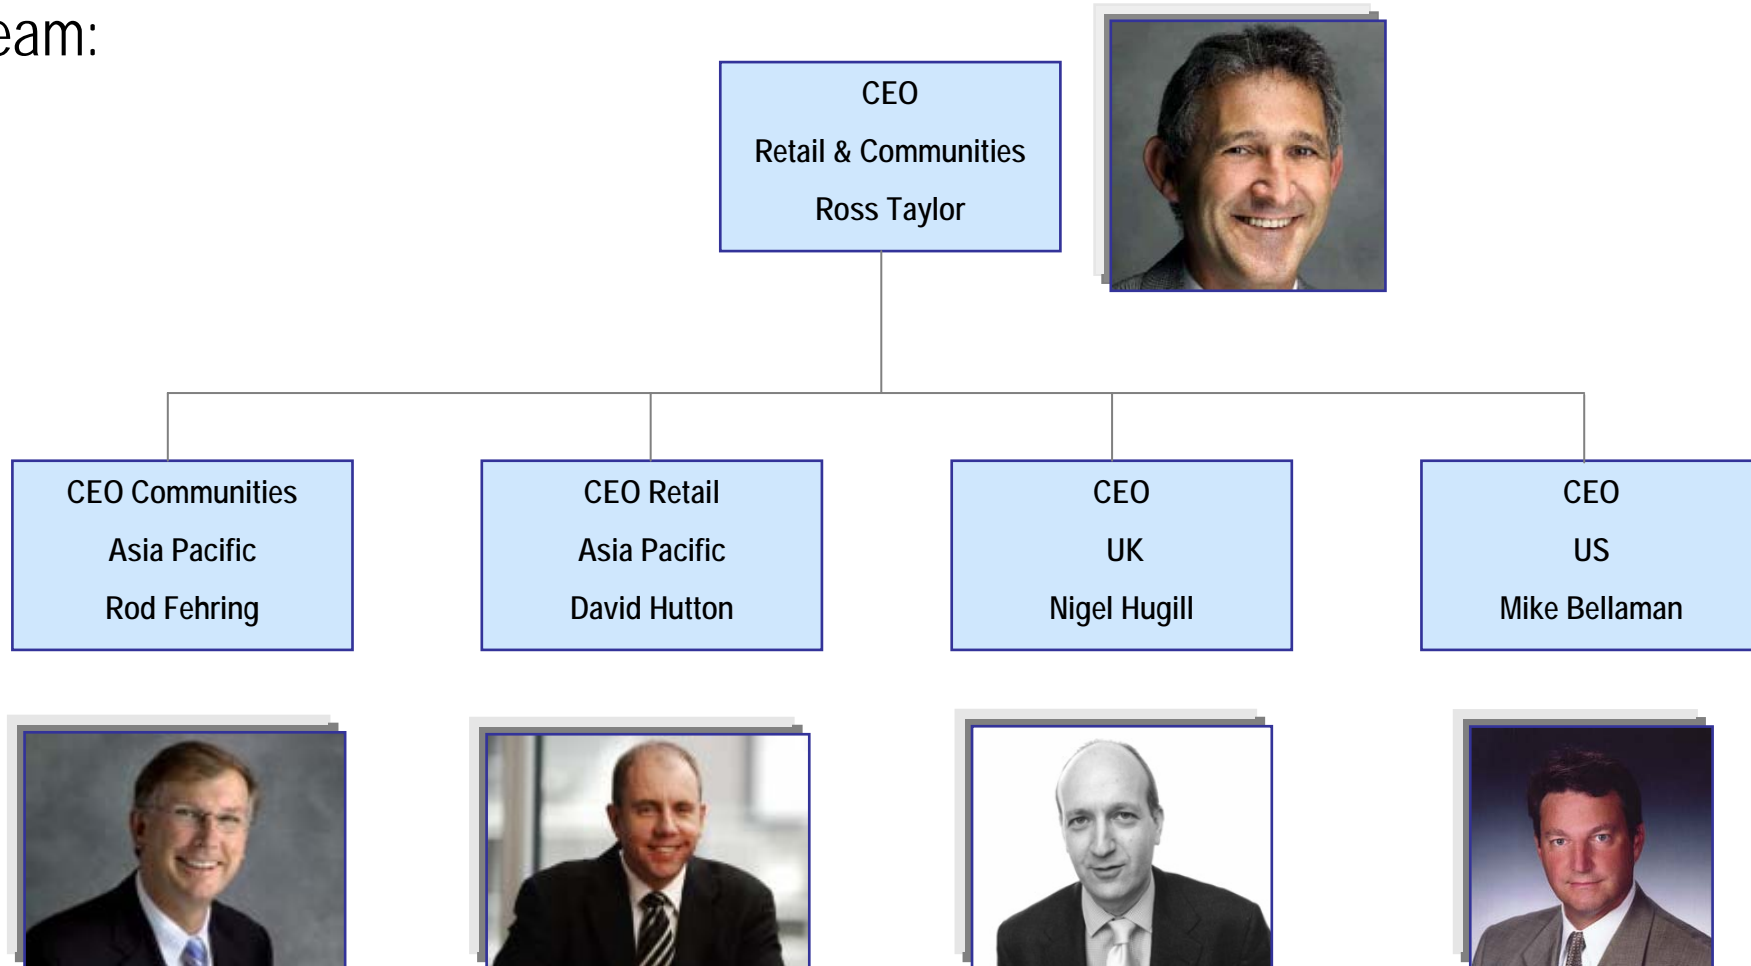 eam:
CEO
Retail & Communities
Ross Taylor
CEO Communities
Asia Pacific
Rod Fehring
CEO Retail
Asia Pacific
David Hutton
CEO
UK
Nigel Hugill
CEO
US
Mike Bellaman